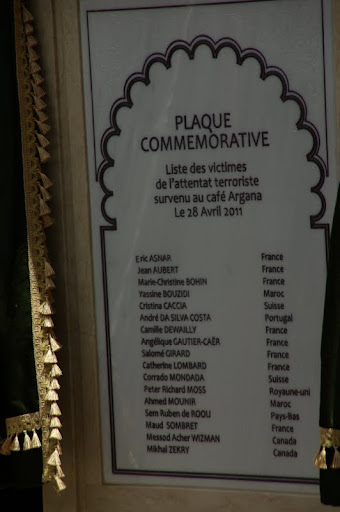 PLAQUE
COMMEMORATIVE
Liste des victimes
de l'attentat terroriste
survenu au café Argana
Le 28 Avril 2011
Eric ASNAR France
Jean AUBERT France
Marie-Christine BOHIN France
Yassine BOUZIDI Maroc
Cristina CACCIA Suisse
André DA SILVA COSTA Portugal
Camille DEWAILLY France
Angélique GAUTIER-CAËR France
Salomé GIRARD France
Catherine LOMBARD France
Corrado MONDADA Suisse
Peter Richard MOSS Royaume-uni
Ahmed MOUNIR Maroc
Sem Ruben de ROOIJ Pays-Bas
Maud SOMBRET France
Messod Acher WIZMAN Canada
Mikhal ZEKRY Canada